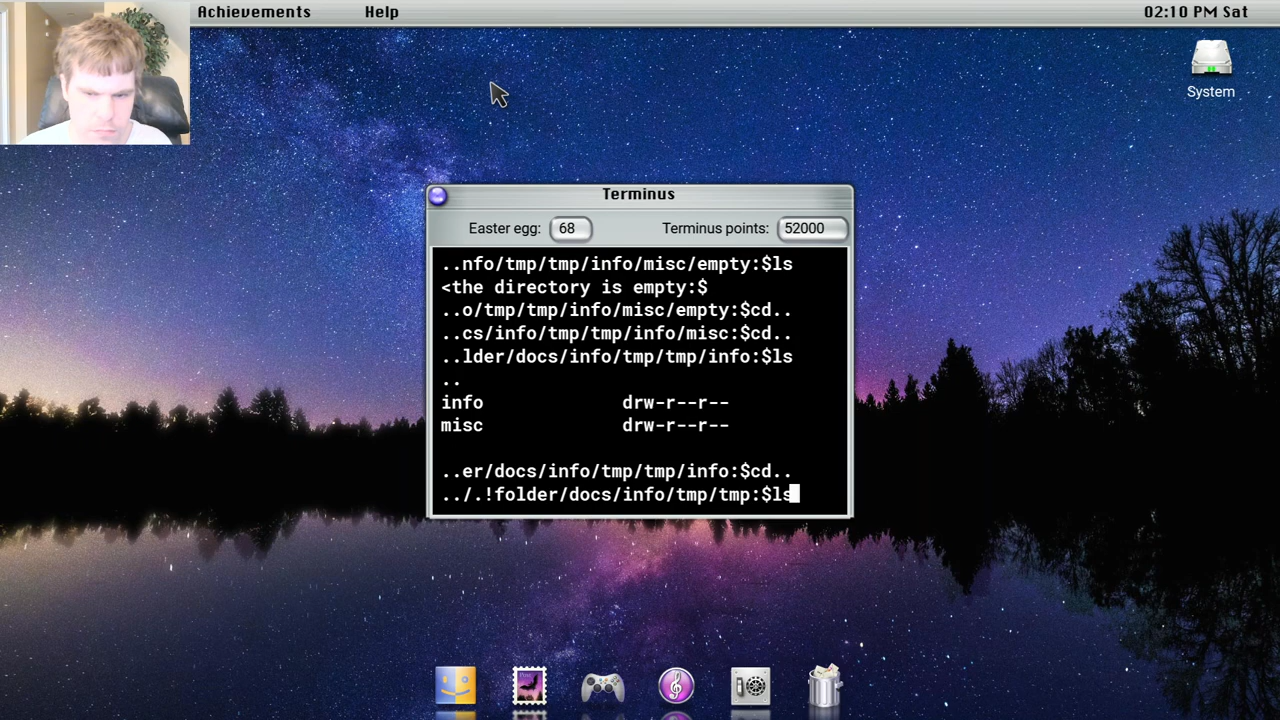 Achievements Help 02:10 PM Sat
System
Terminus
Easter egg: 68 Terminus points: 52000
..nfo/tmp/tmp/info/misc/empty:$ls
<the directory is empty:$
..o/tmp/tmp/info/misc/empty:$cd..
..cs/info/tmp/tmp/info/misc:$cd..
..lder/docs/info/tmp/tmp/info:$ls
..
info drw-r--r--
misc drw-r--r--
..er/docs/info/tmp/tmp/info:$cd..
../.!folder/docs/info/tmp/tmp:$ls